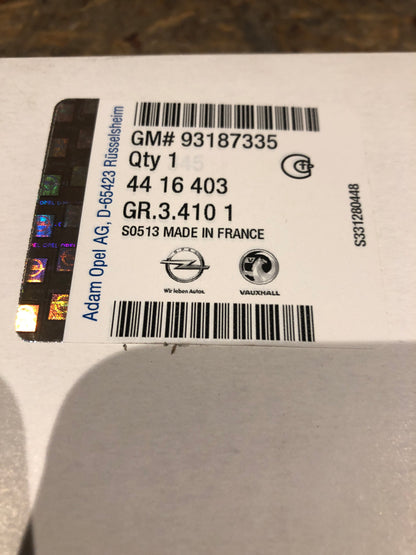 Adam Opel AG, D-65423 Rüsselsheim
GM# 93187335
Qty 1
44 16 403
GR.3.410 1
S0513 MADE IN FRANCE
Wir leben Autos.
VAUXHALL
S33128044B